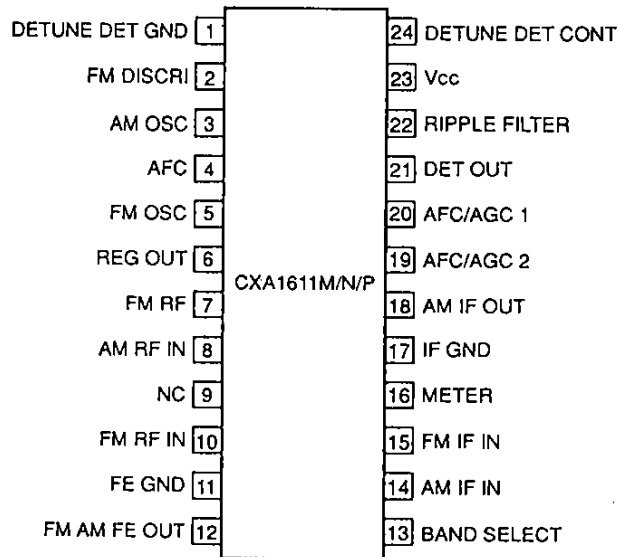 DETUNE DET GND 1
24 DETUNE DET CONT
FM DISCRI 2
23 Vcc
AM OSC 3
22 RIPPLE FILTER
AFC 4
21 DET OUT
FM OSC 5
20 AFC/AGC 1
REG OUT 6
19 AFC/AGC 2
CXA1611M/N/P
FM RF 7
18 AM IF OUT
AM RF IN 8
17 IF GND
NC 9
16 METER
FM RF IN 10
15 FM IF IN
FE GND 11
14 AM IF IN
FM AM FE OUT 12
13 BAND SELECT